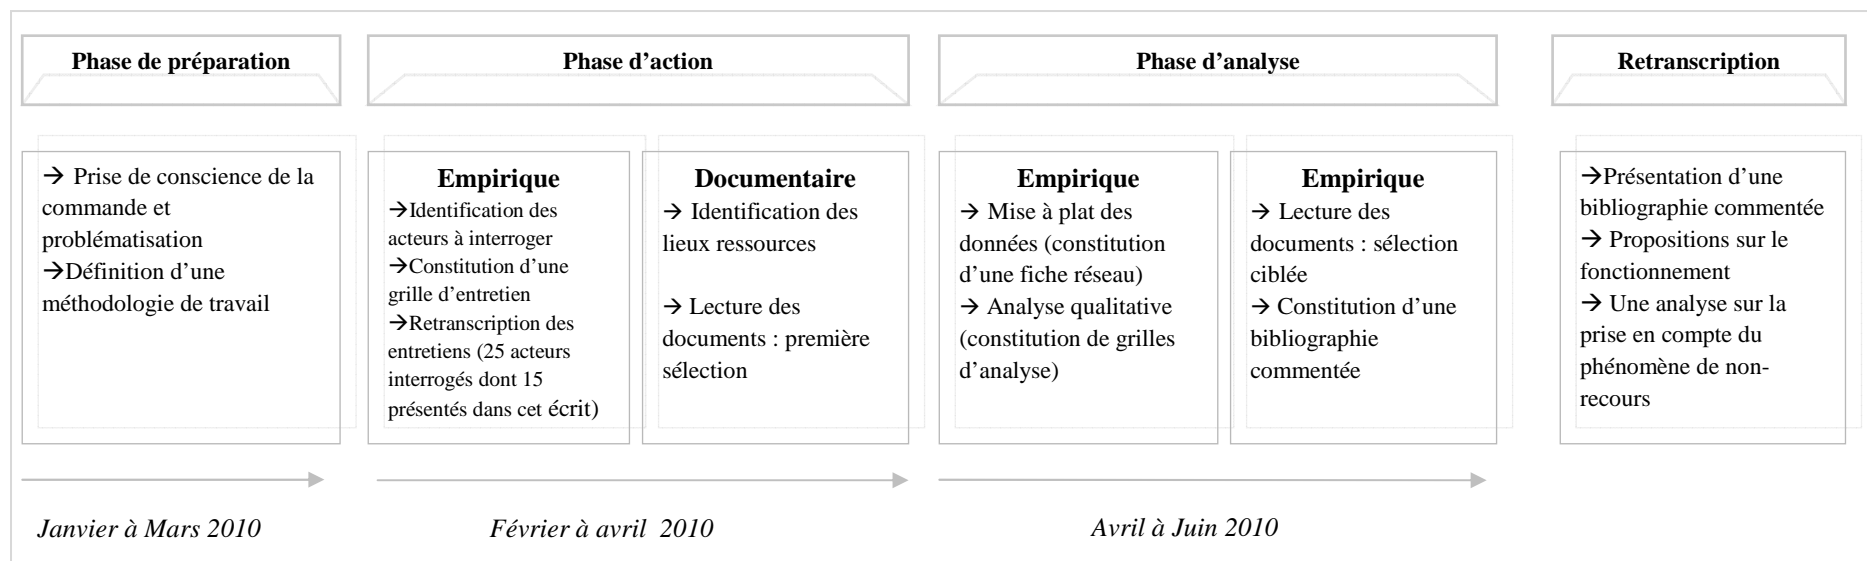 Phase de préparation
Phase d’action
Phase d’analyse
Retranscription
→ Prise de conscience de la
commande et
problématisation
→Définition d’une
méthodologie de travail
Empirique
→Identification des
acteurs à interroger
→Constitution d’une
grille d’entretien
→Retranscription des
entretiens (25 acteurs
interrogés dont 15
présentés dans cet écrit)
Documentaire
→ Identification des
lieux ressources
→ Lecture des
documents : première
sélection
Empirique
→ Mise à plat des
données (constitution
d’une fiche réseau)
→ Analyse qualitative
(constitution de grilles
d’analyse)
Empirique
→ Lecture des
documents : sélection
ciblée
→ Constitution d’une
bibliographie
commentée
→Présentation d’une
bibliographie commentée
→ Propositions sur le
fonctionnement
→ Une analyse sur la
prise en compte du
phénomène de non-
recours
Janvier à Mars 2010
Février à avril 2010
Avril à Juin 2010